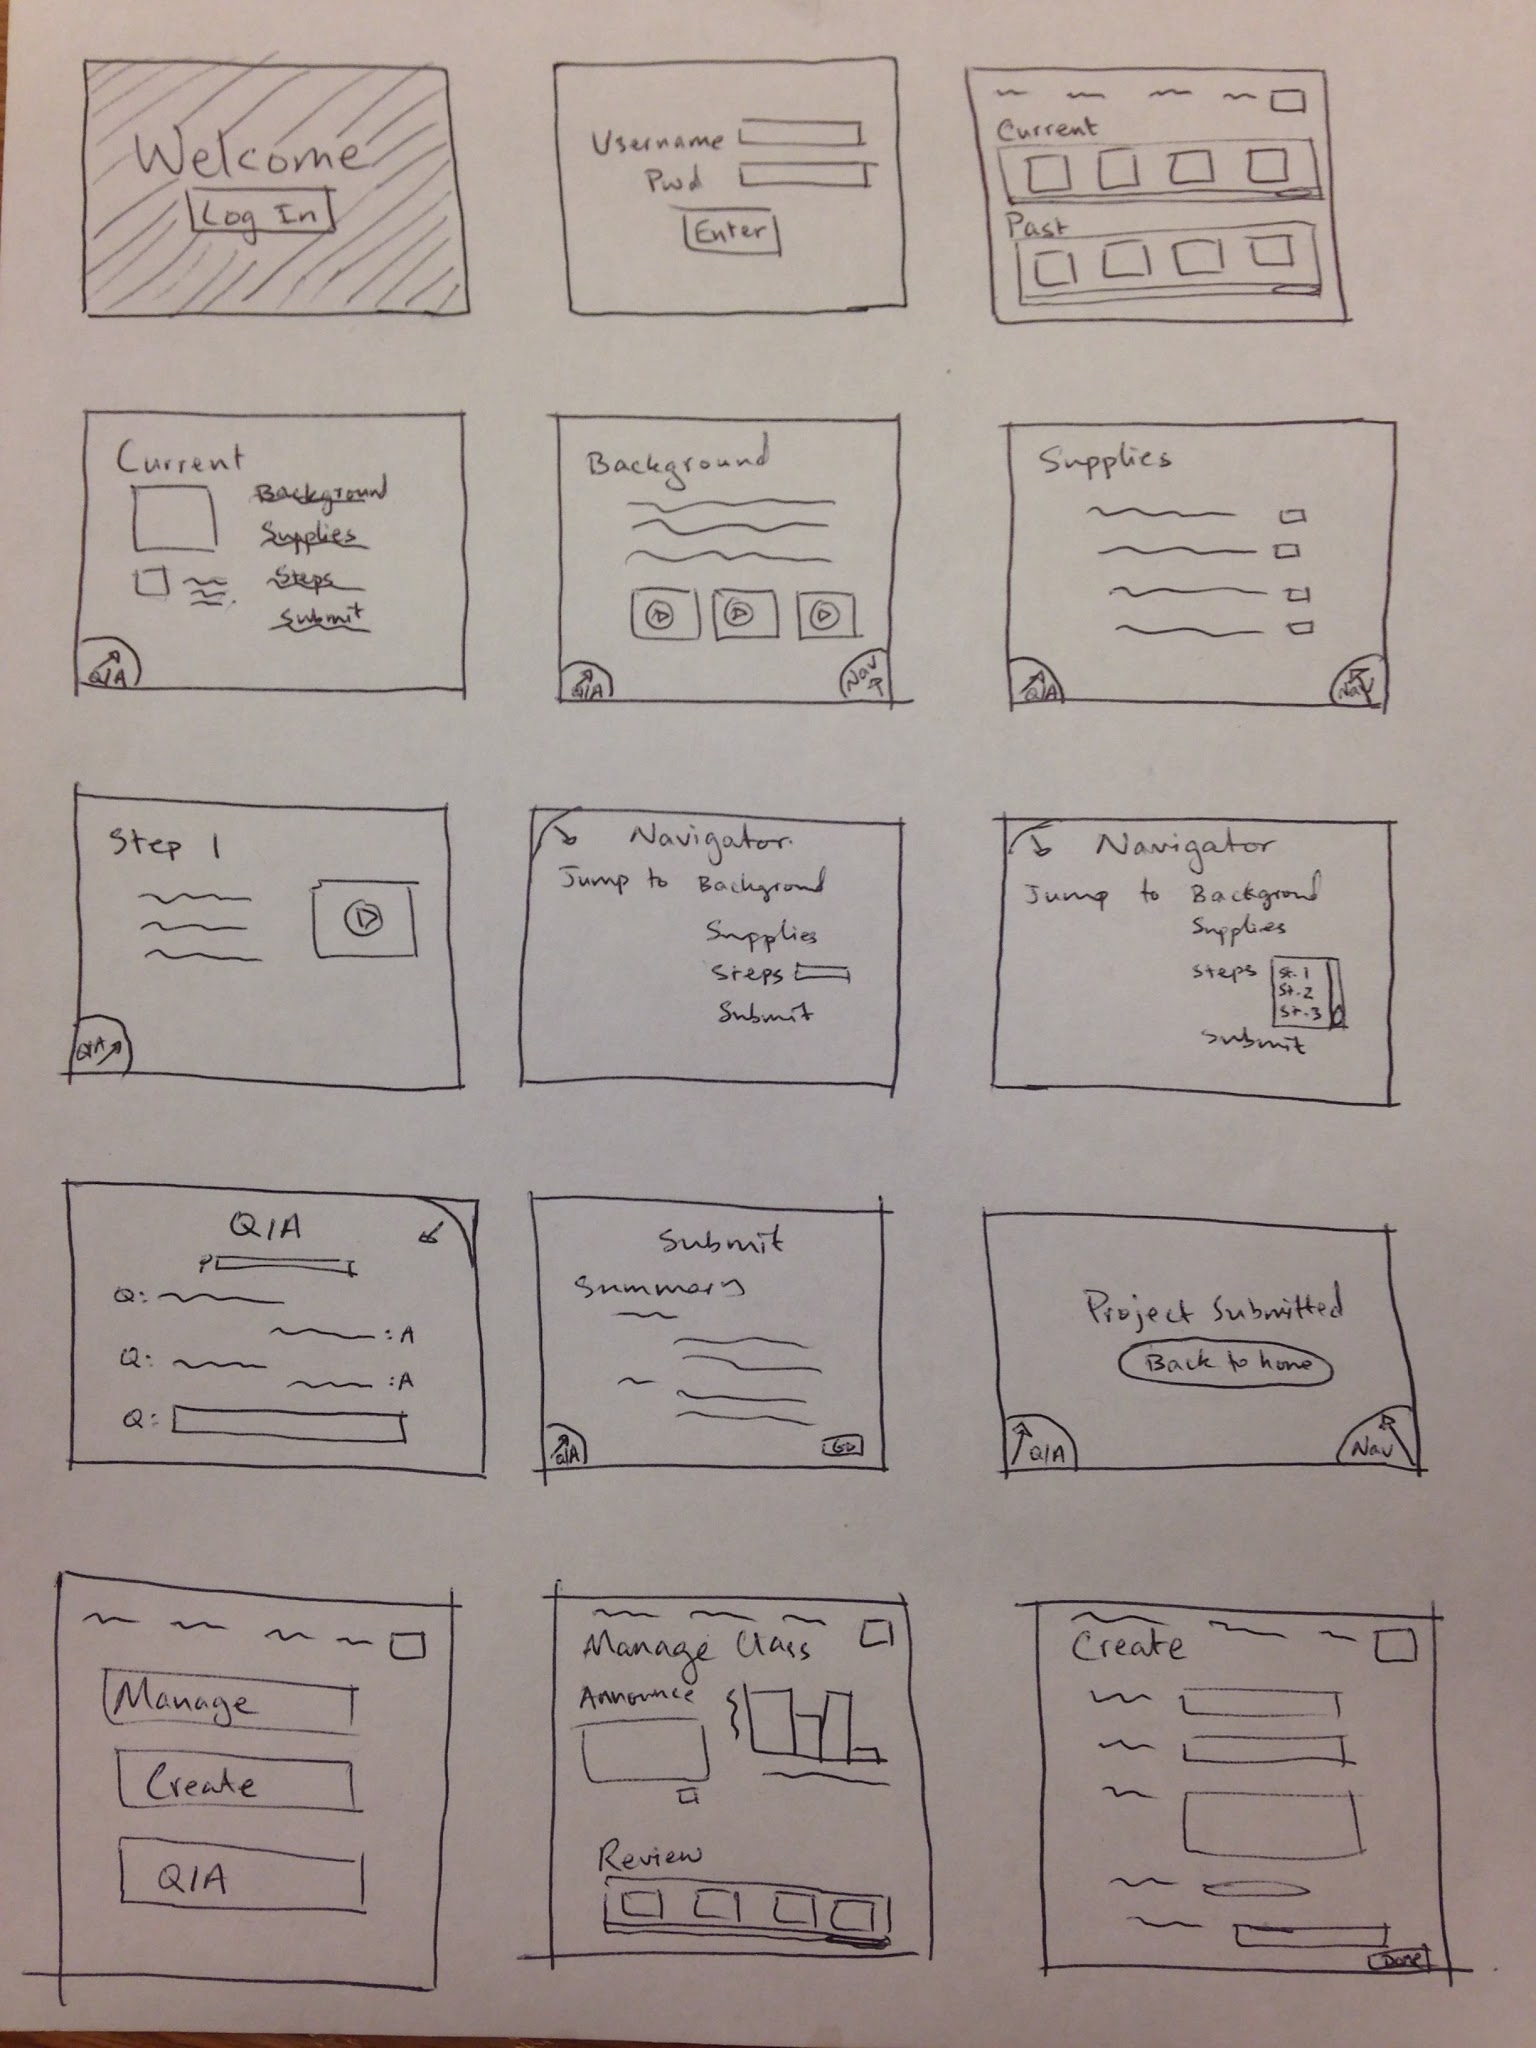 Welcome
Log In
Username
Pwd
Enter
Current
Past
Current
Background
Supplies
Steps
Submit
Q/A
Background
Q/A
Nav
Supplies
Q/A
Nav
Step 1
Q/A
Navigator
Jump to Background
Supplies
Steps
Submit
Navigator
Jump to Background
Supplies
Steps St. 1
St. 2
St. 3
Submit
Q/A
Q:
:A
Q:
:A
Q:
Submit
Summary
Q/A
GO
Project Submitted
Back to home
Q/A
Nav
Manage
Create
Q/A
Manage Class
Announce
Review
Create
Done